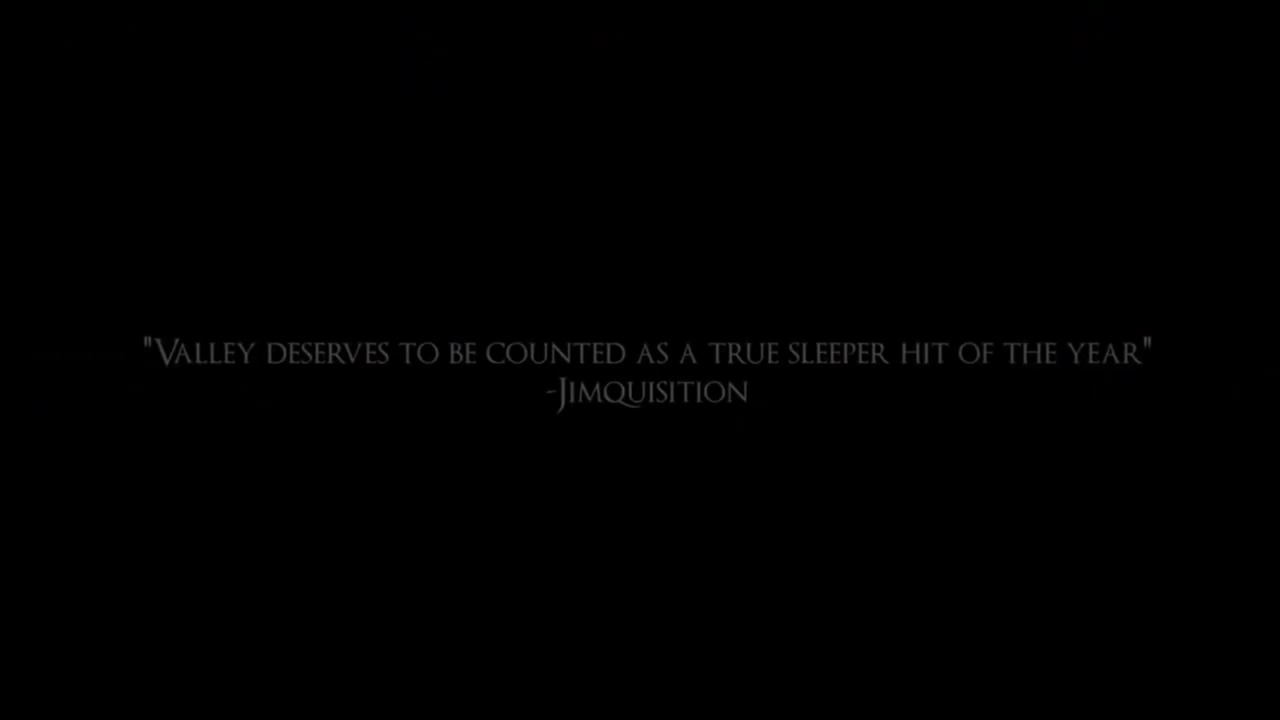 "Valley deserves to be counted as a true sleeper hit of the year"
-Jimquisition